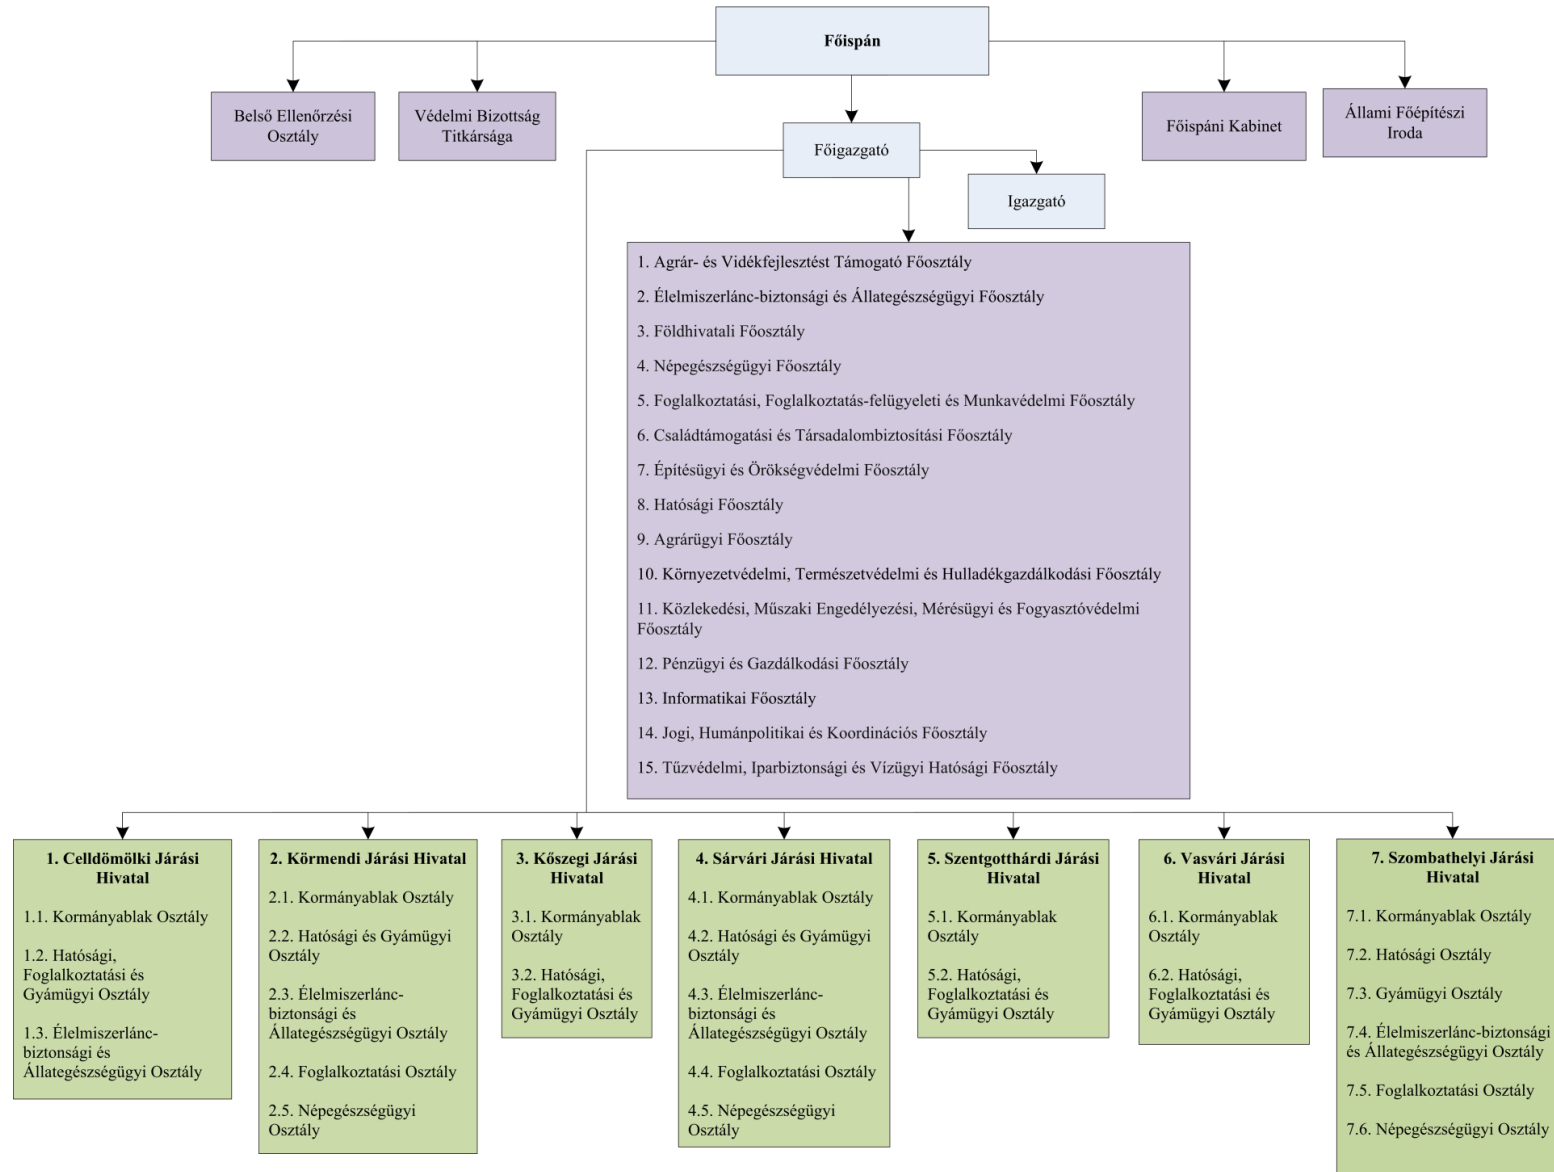 Főispán
Belső Ellenőrzési
Osztály
Védelmi Bizottság
Titkársága
Főispáni Kabinet
Állami Főépítészi
Iroda
Főigazgató
Igazgató
1. Agrár- és Vidékfejlesztést Támogató Főosztály
2. Élelmiszerlánc-biztonsági és Állategészségügyi Főosztály
3. Földhivatali Főosztály
4. Népegészségügyi Főosztály
5. Foglalkoztatási, Foglalkoztatás-felügyeleti és Munkavédelmi Főosztály
6. Családtámogatási és Társadalombiztosítási Főosztály
7. Építésügyi és Örökségvédelmi Főosztály
8. Hatósági Főosztály
9. Agrárügyi Főosztály
10. Környezetvédelmi, Természetvédelmi és Hulladékgazdálkodási Főosztály
11. Közlekedési, Műszaki Engedélyezési, Mérésügyi és Fogyasztóvédelmi
Főosztály
12. Pénzügyi és Gazdálkodási Főosztály
13. Informatikai Főosztály
14. Jogi, Humánpolitikai és Koordinációs Főosztály
15. Tűzvédelmi, Iparbiztonsági és Vízügyi Hatósági Főosztály
1. Celldömölki Járási
Hivatal
1.1. Kormányablak Osztály
1.2. Hatósági,
Foglalkoztatási és
Gyámügyi Osztály
1.3. Élelmiszerlánc-
biztonsági és
Állategészségügyi Osztály
2. Körmendi Járási Hivatal
2.1. Kormányablak Osztály
2.2. Hatósági és Gyámügyi
Osztály
2.3. Élelmiszerlánc-
biztonsági és
Állategészségügyi Osztály
2.4. Foglalkoztatási Osztály
2.5. Népegészségügyi
Osztály
3. Kőszegi Járási
Hivatal
3.1. Kormányablak
Osztály
3.2. Hatósági,
Foglalkoztatási és
Gyámügyi Osztály
4. Sárvári Járási Hivatal
4.1. Kormányablak Osztály
4.2. Hatósági és Gyámügyi
Osztály
4.3. Élelmiszerlánc-
biztonsági és
Állategészségügyi Osztály
4.4. Foglalkoztatási Osztály
4.5. Népegészségügyi
Osztály
5. Szentgotthárdi Járási
Hivatal
5.1. Kormányablak
Osztály
5.2. Hatósági,
Foglalkoztatási és
Gyámügyi Osztály
6. Vasvári Járási
Hivatal
6.1. Kormányablak
Osztály
6.2. Hatósági,
Foglalkoztatási és
Gyámügyi Osztály
7. Szombathelyi Járási
Hivatal
7.1. Kormányablak Osztály
7.2. Hatósági Osztály
7.3. Gyámügyi Osztály
7.4. Élelmiszerlánc-biztonsági
és Állategészségügyi Osztály
7.5. Foglalkoztatási Osztály
7.6. Népegészségügyi Osztály